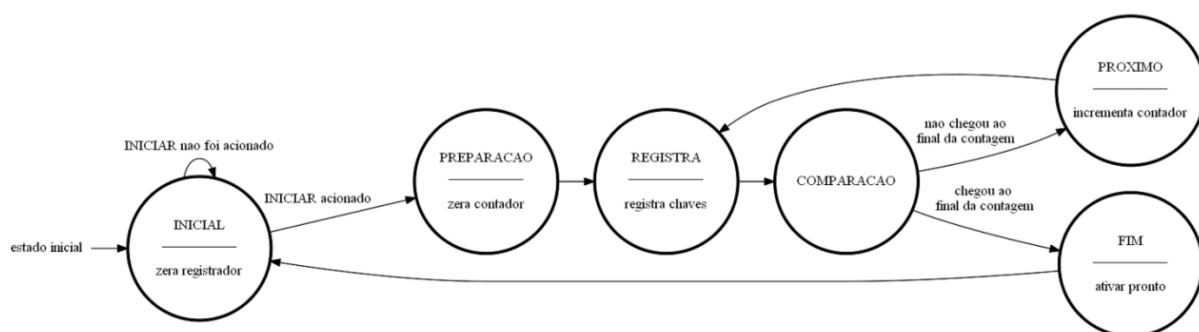 estado inicial
INICIAR nao foi acionado
INICIAL
zera registrador
INICIAR acionado
PREPARACAO
zera contador
REGISTRA
registra chaves
COMPARACAO
nao chegou ao
final da contagem
PROXIMO
incrementa contador
chegou ao
final da contagem
FIM
ativar pronto